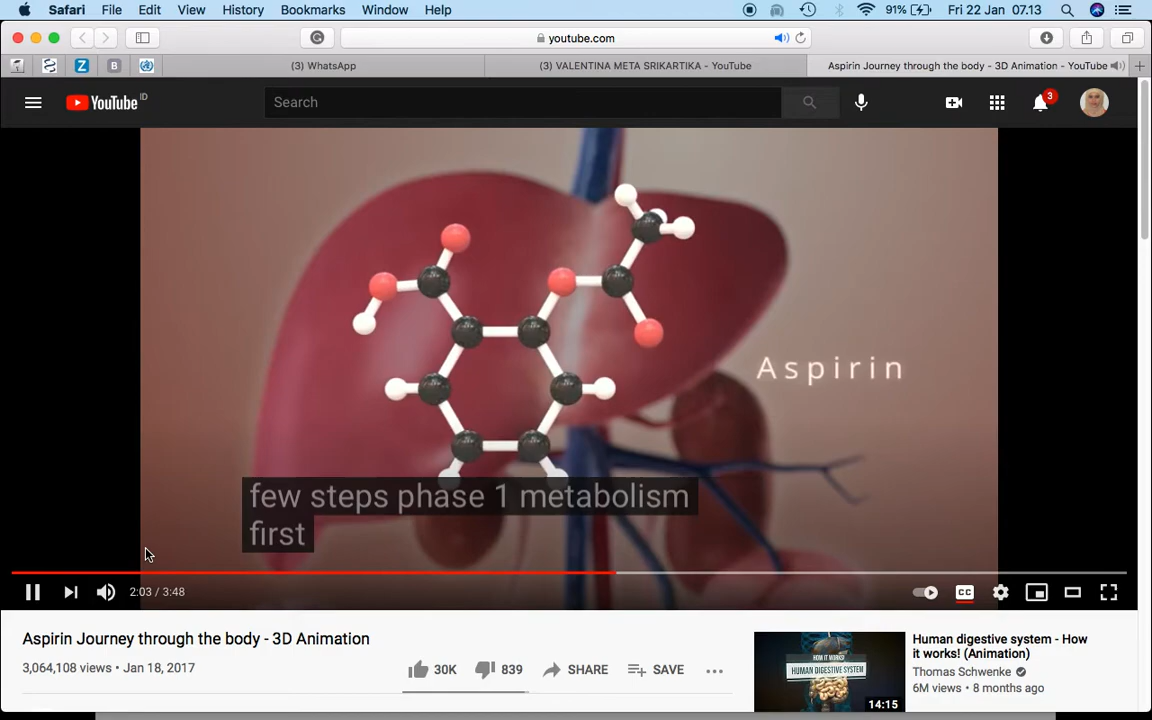 Safari File Edit View History Bookmarks Window Help 91% Fri 22 Jan 07.13
youtube.com
Z B (3) WhatsApp (3) VALENTINA META SRIKARTIKA - YouTube Aspirin Journey through the body - 3D Animation - YouTube
YouTube ID Search 3
Aspirin
few steps phase 1 metabolism
first
2:03 / 3:48 CC
Aspirin Journey through the body - 3D Animation
3,064,108 views • Jan 18, 2017
30K 839 SHARE SAVE
HOW IT WORKS!
HUMAN DIGESTIVE SYSTEM
14:15
Human digestive system - How
it works! (Animation)
Thomas Schwenke
6M views • 8 months ago